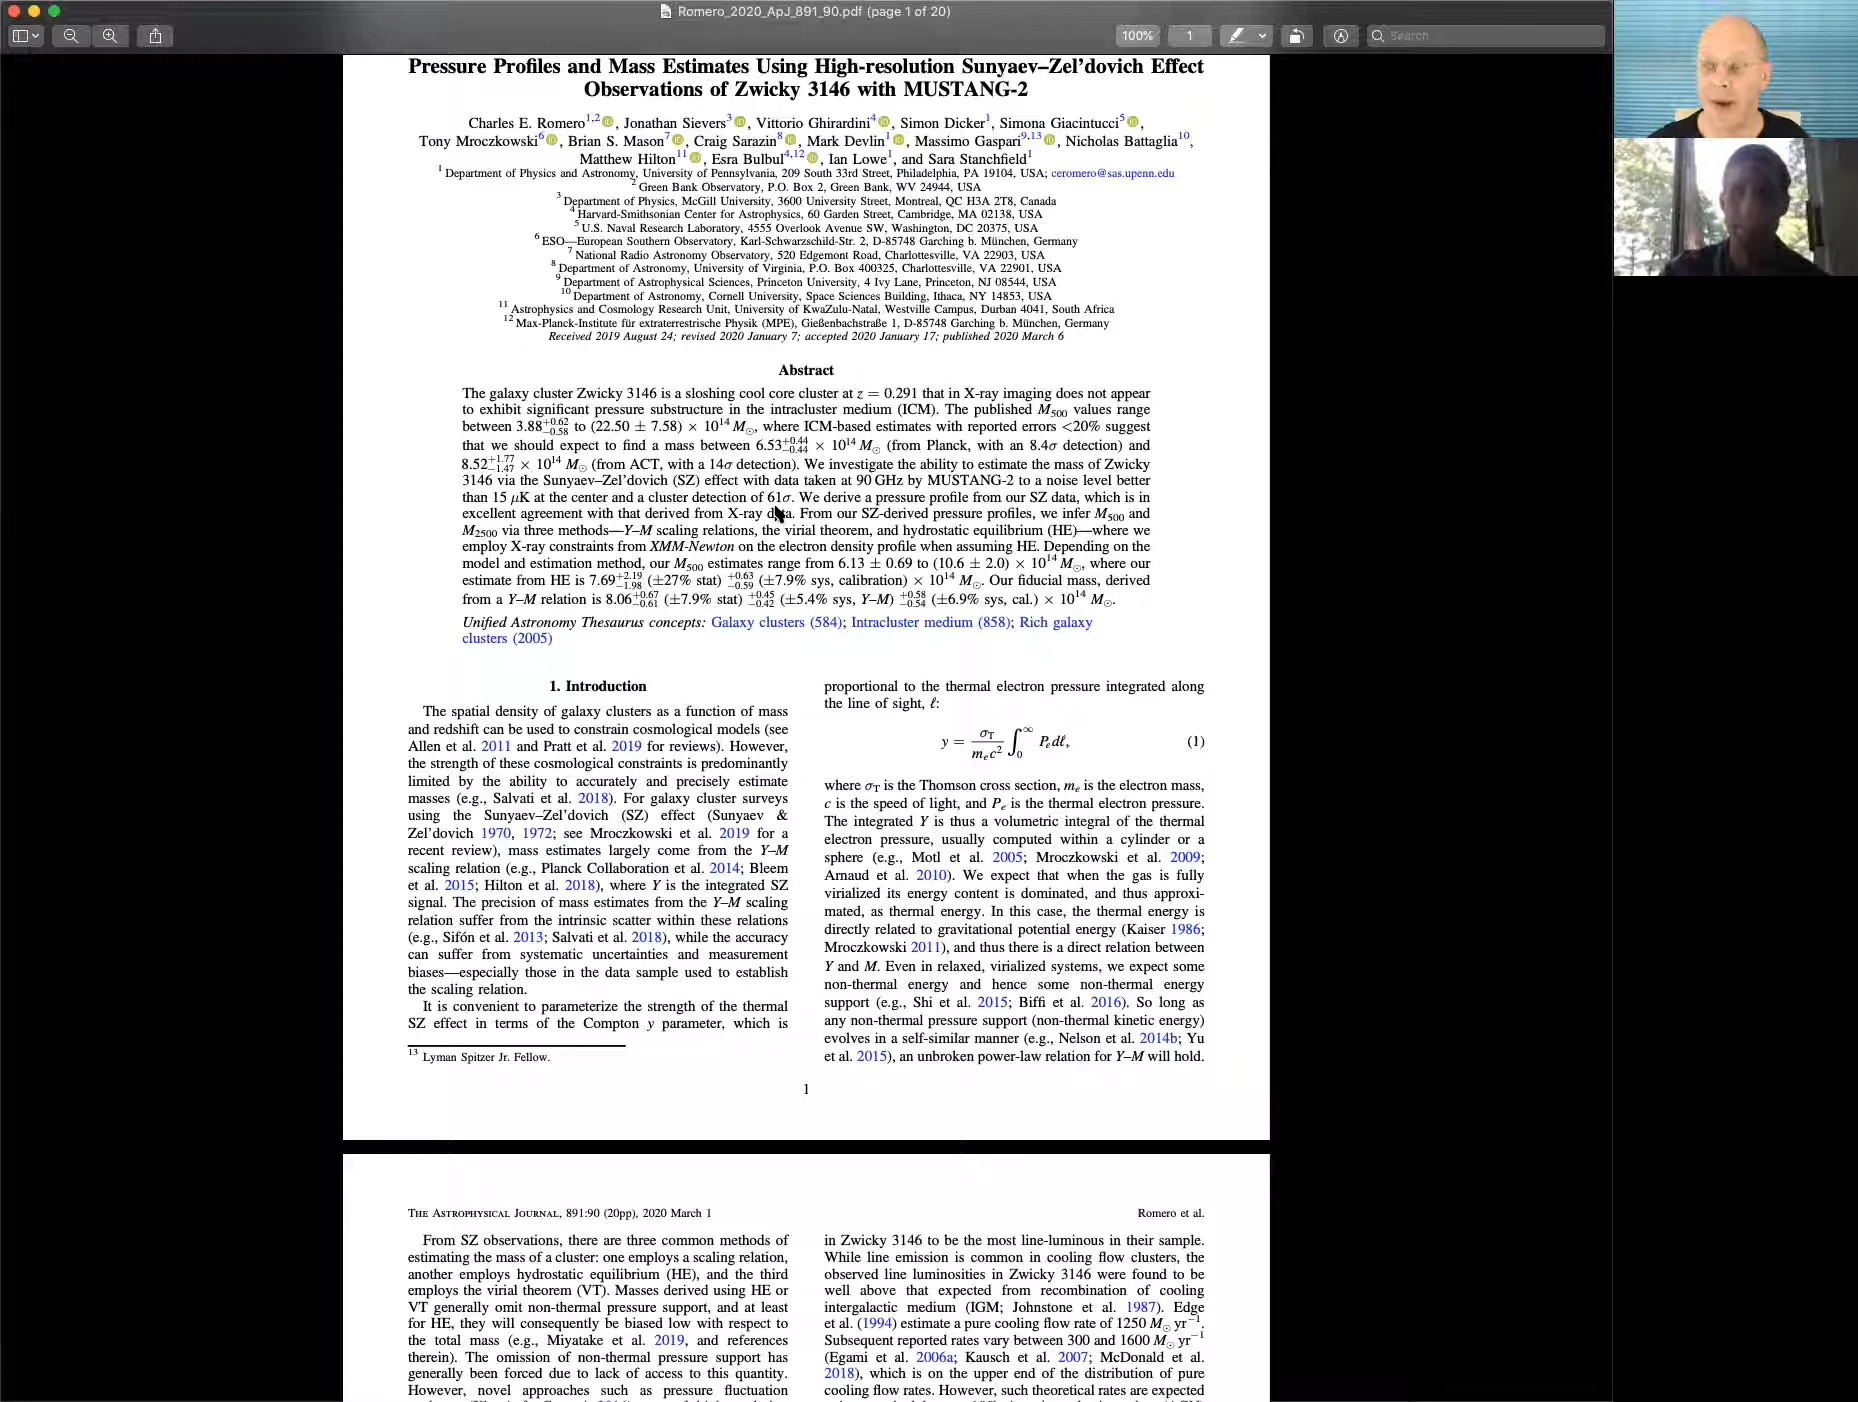 Romero_2020_ApJ_891_90.pdf (page 1 of 20)
100%
1
Search
Pressure Profiles and Mass Estimates Using High-resolution Sunyaev–Zel'dovich Effect
Observations of Zwicky 3146 with MUSTANG-2
Charles E. Romero1,2, Jonathan Sievers3, Vittorio Ghirardini4, Simon Dicker1, Simona Giacintucci5,
Tony Mroczkowski6, Brian S. Mason7, Craig Sarazin8, Mark Devlin1, Massimo Gaspari9,13, Nicholas Battaglia10,
Matthew Hilton11, Esra Bulbul4,12, Ian Lowe1, and Sara Stanchfield1
1 Department of Physics and Astronomy, University of Pennsylvania, 209 South 33rd Street, Philadelphia, PA 19104, USA; ceromero@sas.upenn.edu
2 Green Bank Observatory, P.O. Box 2, Green Bank, WV 24944, USA
3 Department of Physics, McGill University, 3600 University Street, Montreal, QC H3A 2T8, Canada
4 Harvard-Smithsonian Center for Astrophysics, 60 Garden Street, Cambridge, MA 02138, USA
5 U.S. Naval Research Laboratory, 4555 Overlook Avenue SW, Washington, DC 20375, USA
6 ESO—European Southern Observatory, Karl-Schwarzschild-Str. 2, D-85748 Garching b. München, Germany
7 National Radio Astronomy Observatory, 520 Edgemont Road, Charlottesville, VA 22903, USA
8 Department of Astronomy, University of Virginia, P.O. Box 400325, Charlottesville, VA 22901, USA
9 Department of Astrophysical Sciences, Princeton University, 4 Ivy Lane, Princeton, NJ 08544, USA
10 Department of Astronomy, Cornell University, Space Sciences Building, Ithaca, NY 14853, USA
11 Astrophysics and Cosmology Research Unit, University of KwaZulu-Natal, Westville Campus, Durban 4041, South Africa
12 Max-Planck-Institute für extraterrestrische Physik (MPE), Gießenbachstraße 1, D-85748 Garching b. München, Germany
Received 2019 August 24; revised 2020 January 7; accepted 2020 January 17; published 2020 March 6
Abstract
The galaxy cluster Zwicky 3146 is a sloshing cool core cluster at z = 0.291 that in X-ray imaging does not appear
to exhibit significant pressure substructure in the intracluster medium (ICM). The published M500 values range
between 3.88+0.62−0.58 to (22.50 ± 7.58) × 10^14 M⊙, where ICM-based estimates with reported errors <20% suggest
that we should expect to find a mass between 6.53+0.44−0.44 × 10^14 M⊙ (from Planck, with an 8.4σ detection) and
8.52+1.77−1.47 × 10^14 M⊙ (from ACT, with a 14σ detection). We investigate the ability to estimate the mass of Zwicky
3146 via the Sunyaev–Zel'dovich (SZ) effect with data taken at 90 GHz by MUSTANG-2 to a noise level better
than 15 μK at the center and a cluster detection of 61σ. We derive a pressure profile from our SZ data, which is in
excellent agreement with that derived from X-ray data. From our SZ-derived pressure profiles, we infer M500 and
M2500 via three methods—Y–M scaling relations, the virial theorem, and hydrostatic equilibrium (HE)—where we
employ X-ray constraints from XMM-Newton on the electron density profile when assuming HE. Depending on the
model and estimation method, our M500 estimates range from 6.13 ± 0.69 to (10.6 ± 2.0) × 10^14 M⊙, where our
estimate from HE is 7.69+2.19−1.98 (±27% stat) +0.63−0.59 (±7.9% sys, calibration) × 10^14 M⊙. Our fiducial mass, derived
from a Y–M relation is 8.06+0.67−0.61 (±7.9% stat) +0.45−0.42 (±5.4% sys, Y–M) +0.58−0.54 (±6.9% sys, cal.) × 10^14 M⊙.
Unified Astronomy Thesaurus concepts: Galaxy clusters (584); Intracluster medium (858); Rich galaxy
clusters (2005)
1. Introduction
The spatial density of galaxy clusters as a function of mass
and redshift can be used to constrain cosmological models (see
Allen et al. 2011 and Pratt et al. 2019 for reviews). However,
the strength of these cosmological constraints is predominantly
limited by the ability to accurately and precisely estimate
masses (e.g., Salvati et al. 2018). For galaxy cluster surveys
using the Sunyaev–Zel'dovich (SZ) effect (Sunyaev &
Zel'dovich 1970, 1972; see Mroczkowski et al. 2019 for a
recent review), mass estimates largely come from the Y–M
scaling relation (e.g., Planck Collaboration et al. 2014; Bleem
et al. 2015; Hilton et al. 2018), where Y is the integrated SZ
signal. The precision of mass estimates from the Y–M scaling
relation suffer from the intrinsic scatter within these relations
(e.g., Sifón et al. 2013; Salvati et al. 2018), while the accuracy
can suffer from systematic uncertainties and measurement
biases—especially those in the data sample used to establish
the scaling relation.
It is convenient to parameterize the strength of the thermal
SZ effect in terms of the Compton y parameter, which is
13 Lyman Spitzer Jr. Fellow.
proportional to the thermal electron pressure integrated along
the line of sight, ℓ:
y = σT/(me c^2) ∫0^∞ Pe dℓ, (1)
where σT is the Thomson cross section, me is the electron mass,
c is the speed of light, and Pe is the thermal electron pressure.
The integrated Y is thus a volumetric integral of the thermal
electron pressure, usually computed within a cylinder or a
sphere (e.g., Motl et al. 2005; Mroczkowski et al. 2009;
Arnaud et al. 2010). We expect that when the gas is fully
virialized its energy content is dominated, and thus approxi-
mated, as thermal energy. In this case, the thermal energy is
directly related to gravitational potential energy (Kaiser 1986;
Mroczkowski 2011), and thus there is a direct relation between
Y and M. Even in relaxed, virialized systems, we expect some
non-thermal energy and hence some non-thermal energy
support (e.g., Shi et al. 2015; Biffi et al. 2016). So long as
any non-thermal pressure support (non-thermal kinetic energy)
evolves in a self-similar manner (e.g., Nelson et al. 2014b; Yu
et al. 2015), an unbroken power-law relation for Y–M will hold.
1
THE ASTROPHYSICAL JOURNAL, 891:90 (20pp), 2020 March 1
Romero et al.
From SZ observations, there are three common methods of
estimating the mass of a cluster: one employs a scaling relation,
another employs hydrostatic equilibrium (HE), and the third
employs the virial theorem (VT). Masses derived using HE or
VT generally omit non-thermal pressure support, and at least
for HE, they will consequently be biased low with respect to
the total mass (e.g., Miyatake et al. 2019, and references
therein). The omission of non-thermal pressure support has
generally been forced due to lack of access to this quantity.
However, novel approaches such as pressure fluctuation
in Zwicky 3146 to be the most line-luminous in their sample.
While line emission is common in cooling flow clusters, the
observed line luminosities in Zwicky 3146 were found to be
well above that expected from recombination of cooling
intergalactic medium (IGM; Johnstone et al. 1987). Edge
et al. (1994) estimate a pure cooling flow rate of 1250 M⊙ yr−1.
Subsequent reported rates vary between 300 and 1600 M⊙ yr−1
(Egami et al. 2006a; Kausch et al. 2007; McDonald et al.
2018), which is on the upper end of the distribution of pure
cooling flow rates. However, such theoretical rates are expected